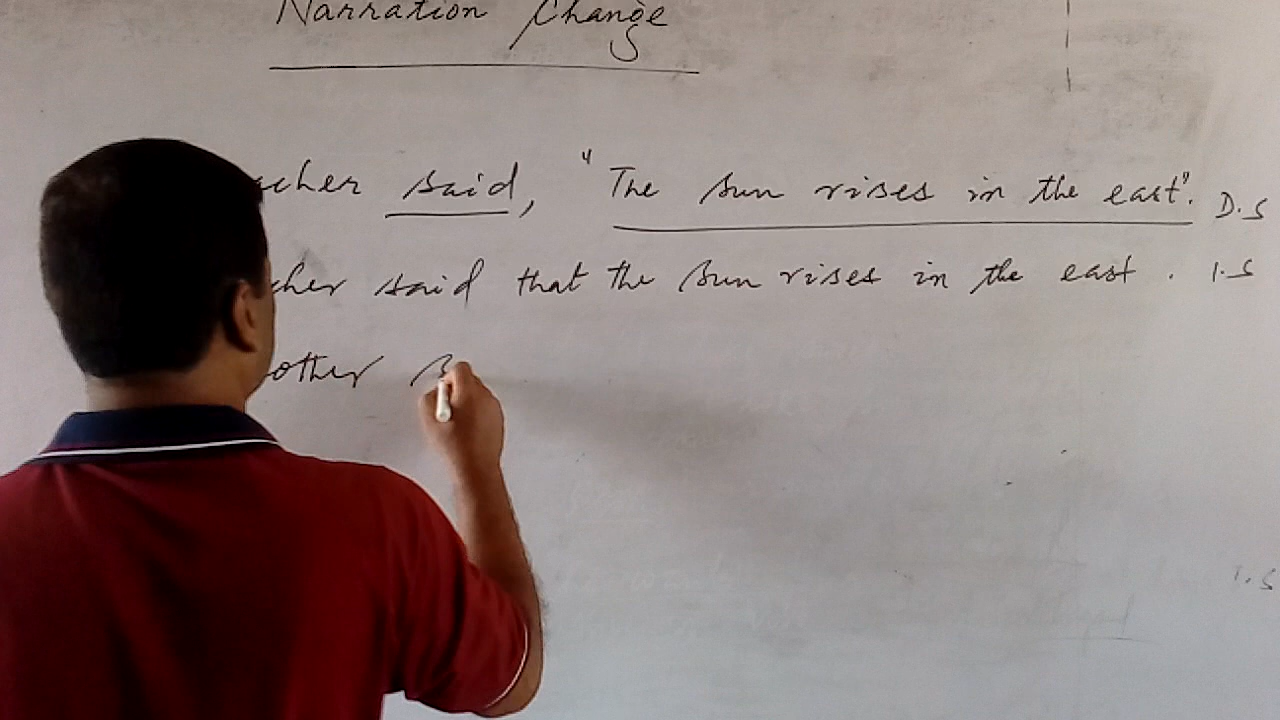 Narration Change
acher said, "The sun rises in the east". D.S
cher said that the sun rises in the east. I.S
other s
I.S